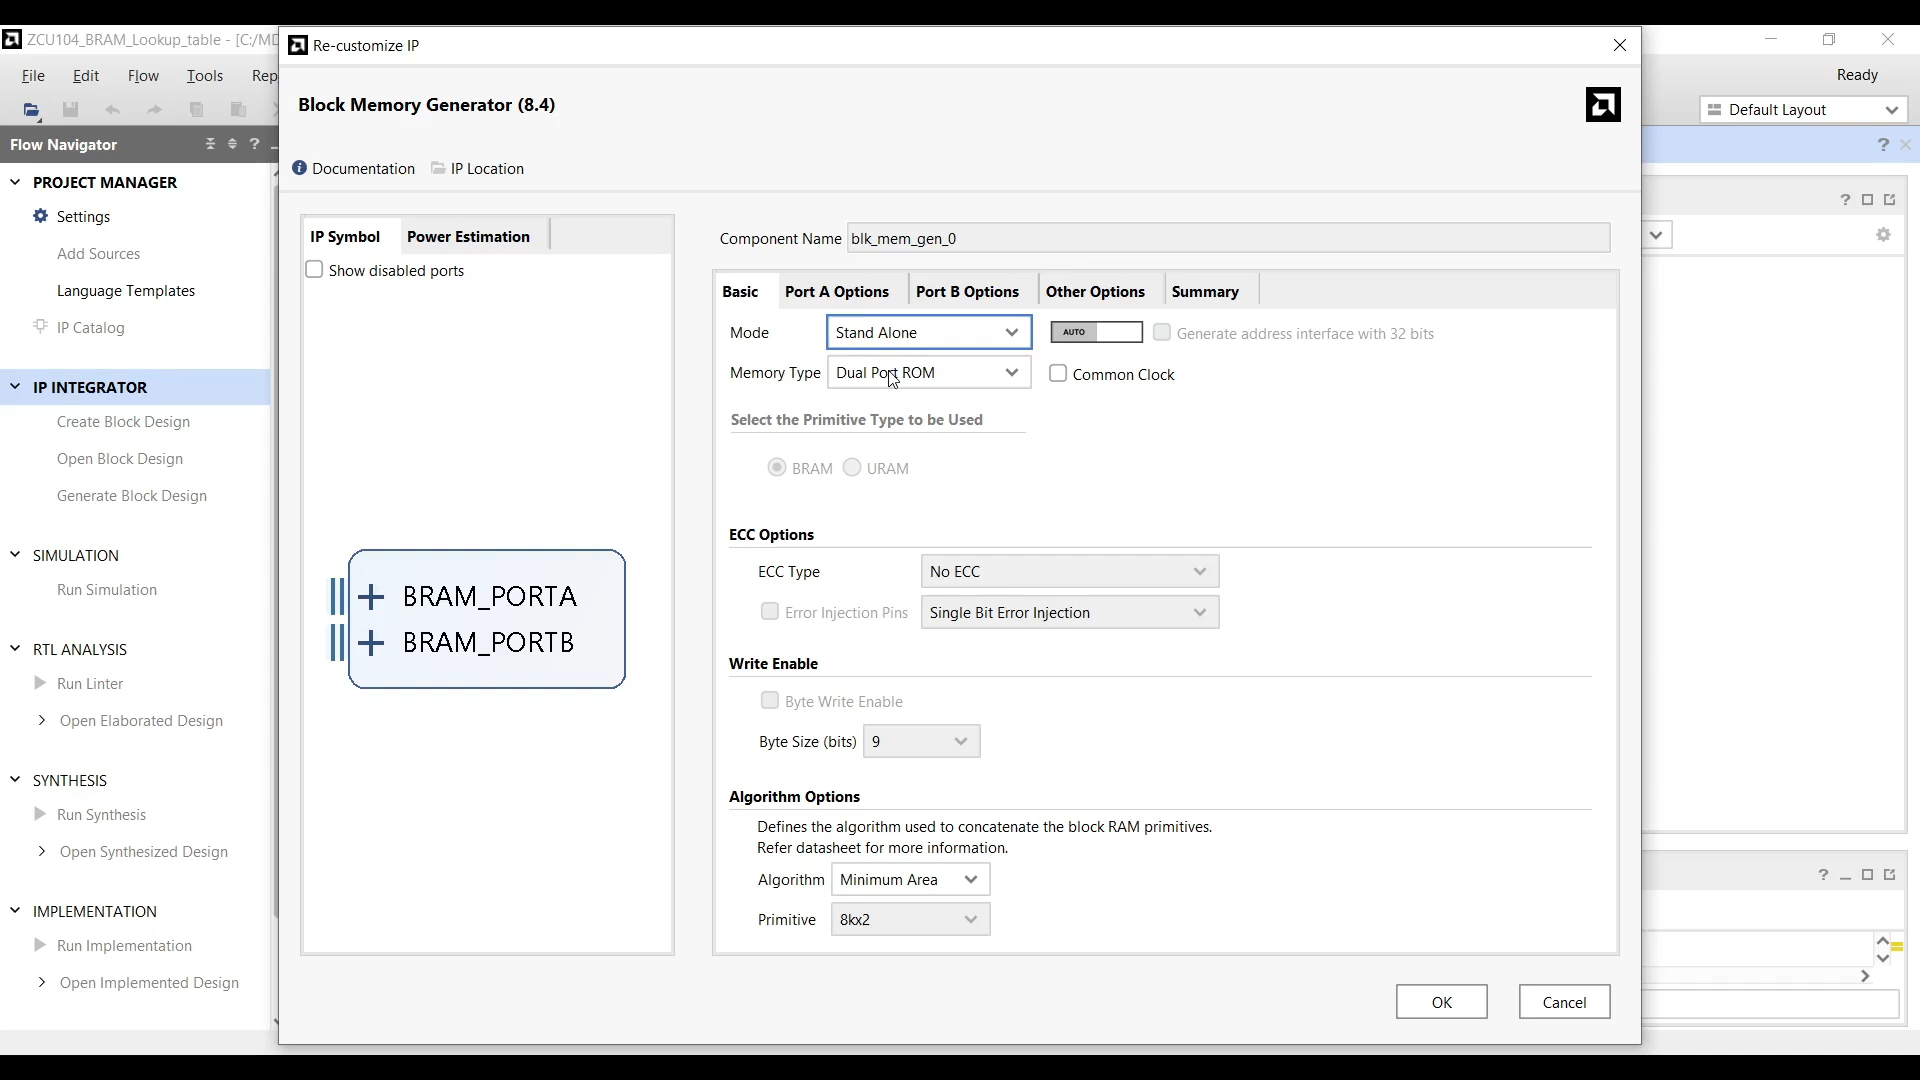 ZCU104_BRAM_Lookup_table - [C:/MD
Re-customize IP
File Edit Flow Tools Rep
Ready
Block Memory Generator (8.4)
Default Layout
Flow Navigator
Documentation IP Location
PROJECT MANAGER
Settings
Add Sources
Language Templates
IP Catalog
IP INTEGRATOR
Create Block Design
Open Block Design
Generate Block Design
SIMULATION
Run Simulation
RTL ANALYSIS
Run Linter
Open Elaborated Design
SYNTHESIS
Run Synthesis
Open Synthesized Design
IMPLEMENTATION
Run Implementation
Open Implemented Design
IP Symbol Power Estimation
Show disabled ports
BRAM_PORTA
BRAM_PORTB
Component Name blk_mem_gen_0
Basic Port A Options Port B Options Other Options Summary
Mode Stand Alone AUTO Generate address interface with 32 bits
Memory Type Dual Port ROM Common Clock
Select the Primitive Type to be Used
BRAM URAM
ECC Options
ECC Type No ECC
Error Injection Pins Single Bit Error Injection
Write Enable
Byte Write Enable
Byte Size (bits) 9
Algorithm Options
Defines the algorithm used to concatenate the block RAM primitives.
Refer datasheet for more information.
Algorithm Minimum Area
Primitive 8kx2
OK Cancel